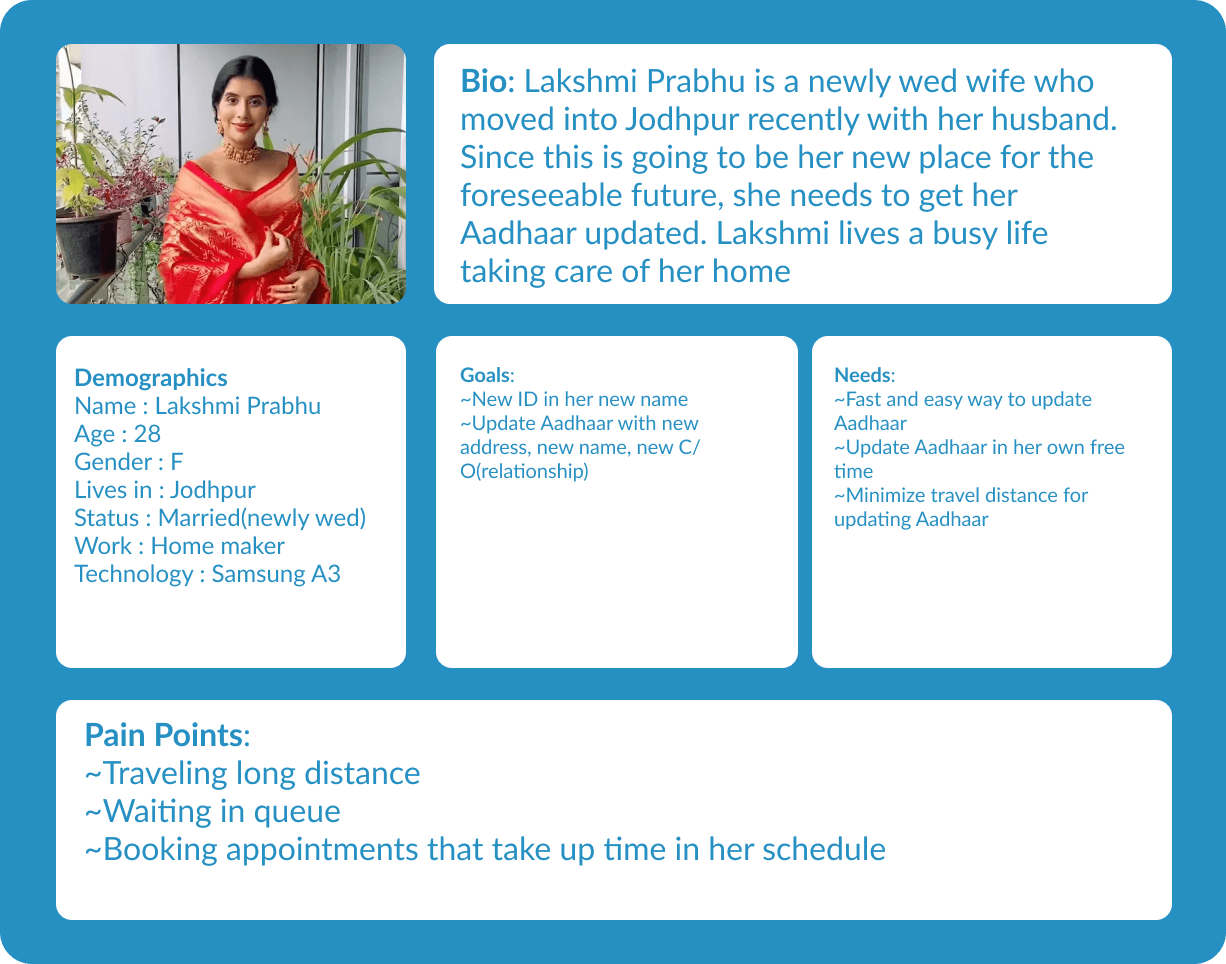 Bio: Lakshmi Prabhu is a newly wed wife who
moved into Jodhpur recently with her husband.
Since this is going to be her new place for the
foreseeable future, she needs to get her
Aadhaar updated. Lakshmi lives a busy life
taking care of her home
Demographics
Name : Lakshmi Prabhu
Age : 28
Gender : F
Lives in : Jodhpur
Status : Married(newly wed)
Work : Home maker
Technology : Samsung A3
Goals:
~New ID in her new name
~Update Aadhaar with new
address, new name, new C/
O(relationship)
Needs:
~Fast and easy way to update
Aadhaar
~Update Aadhaar in her own free
time
~Minimize travel distance for
updating Aadhaar
Pain Points:
~Traveling long distance
~Waiting in queue
~Booking appointments that take up time in her schedule